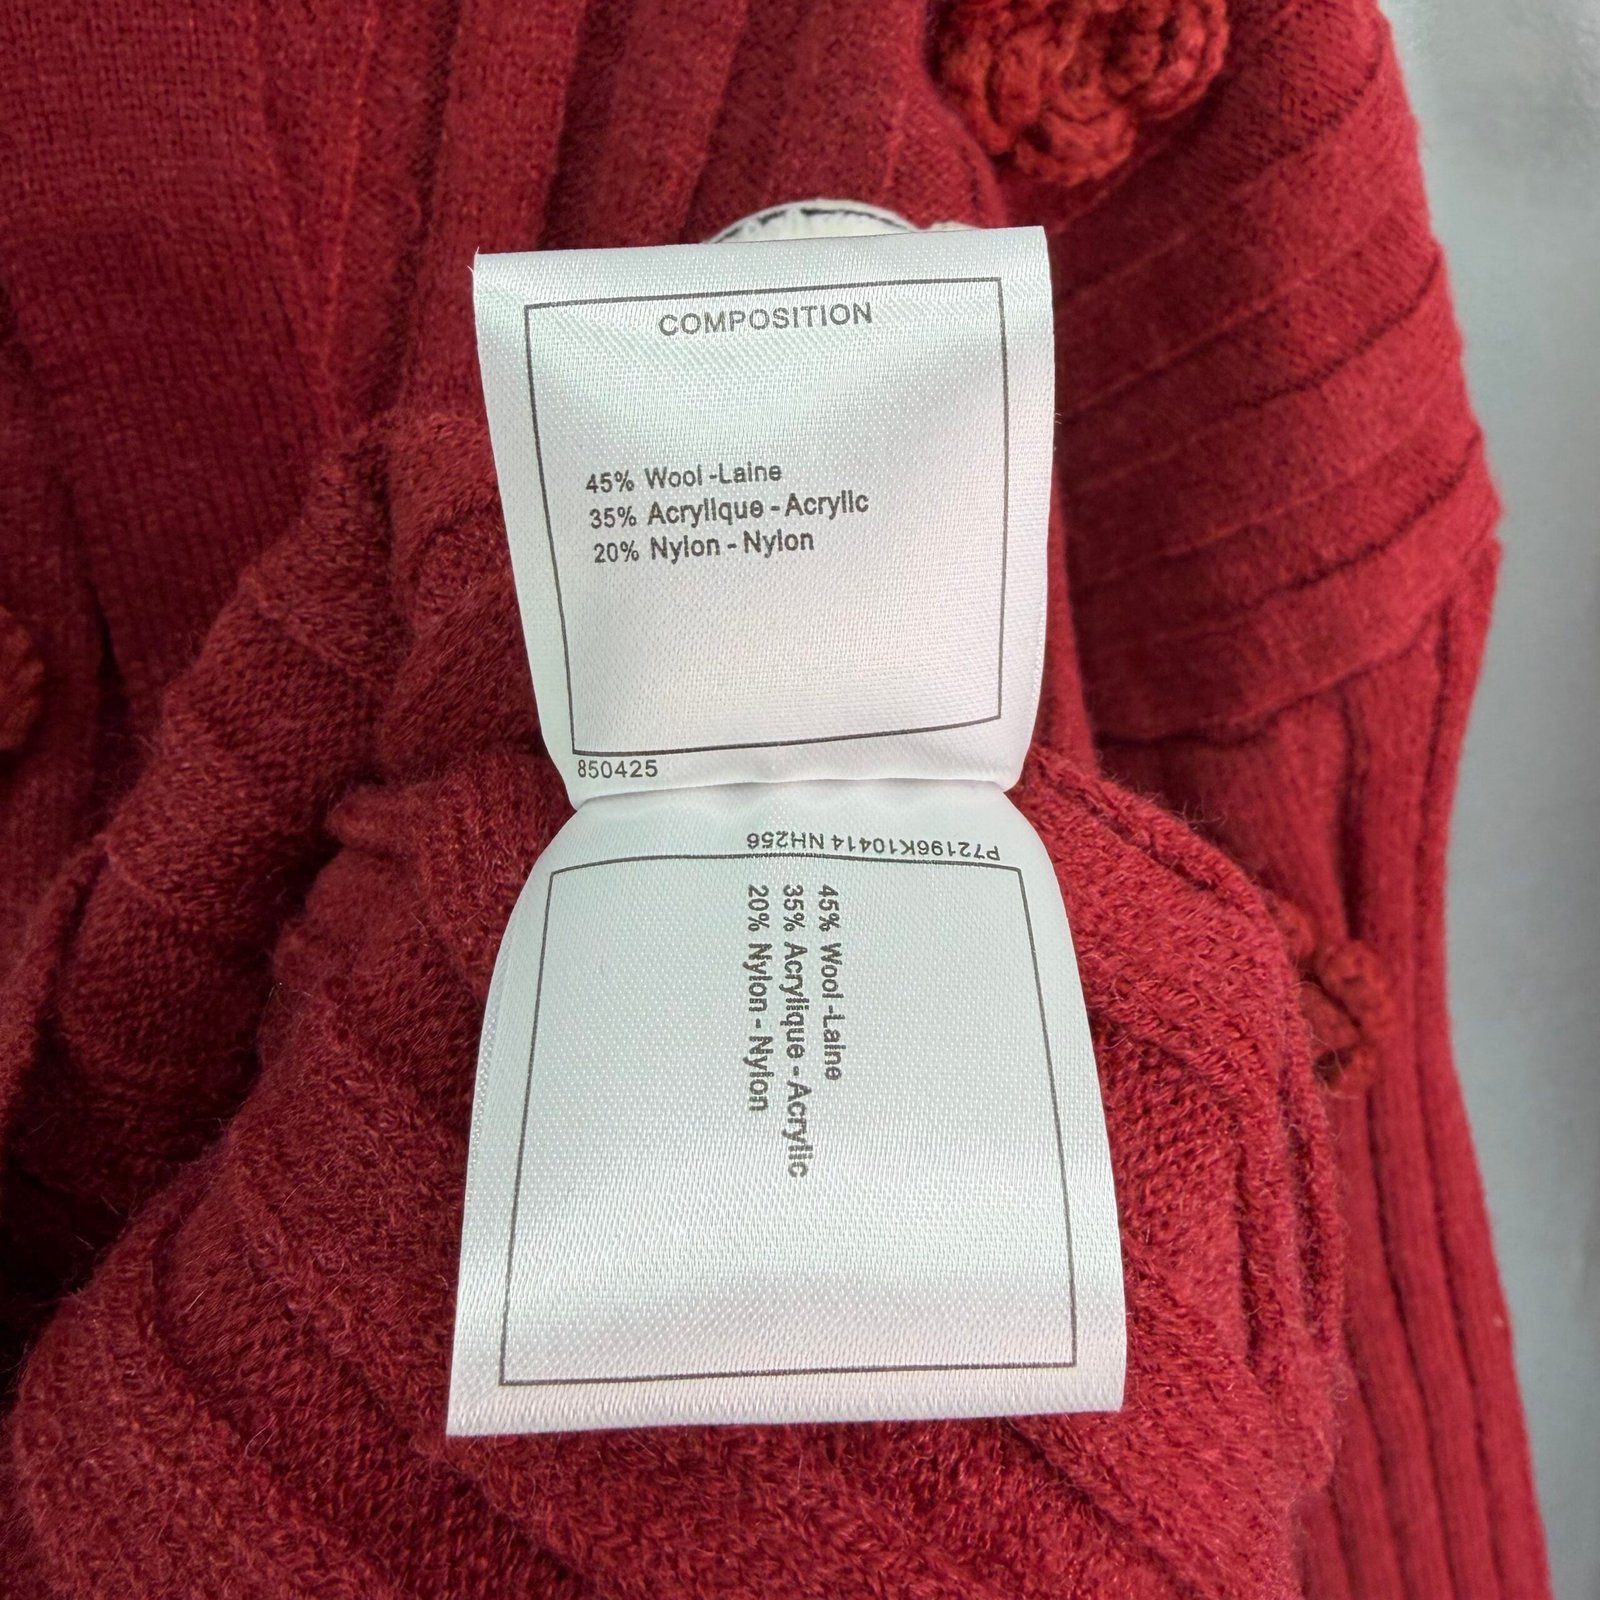 COMPOSITION
45% Wool -Laine
35% Acrylique - Acrylic
20% Nylon - Nylon
850425
P72196K10414 NH256
45% Wool -Laine
35% Acrylique - Acrylic
20% Nylon - Nylon